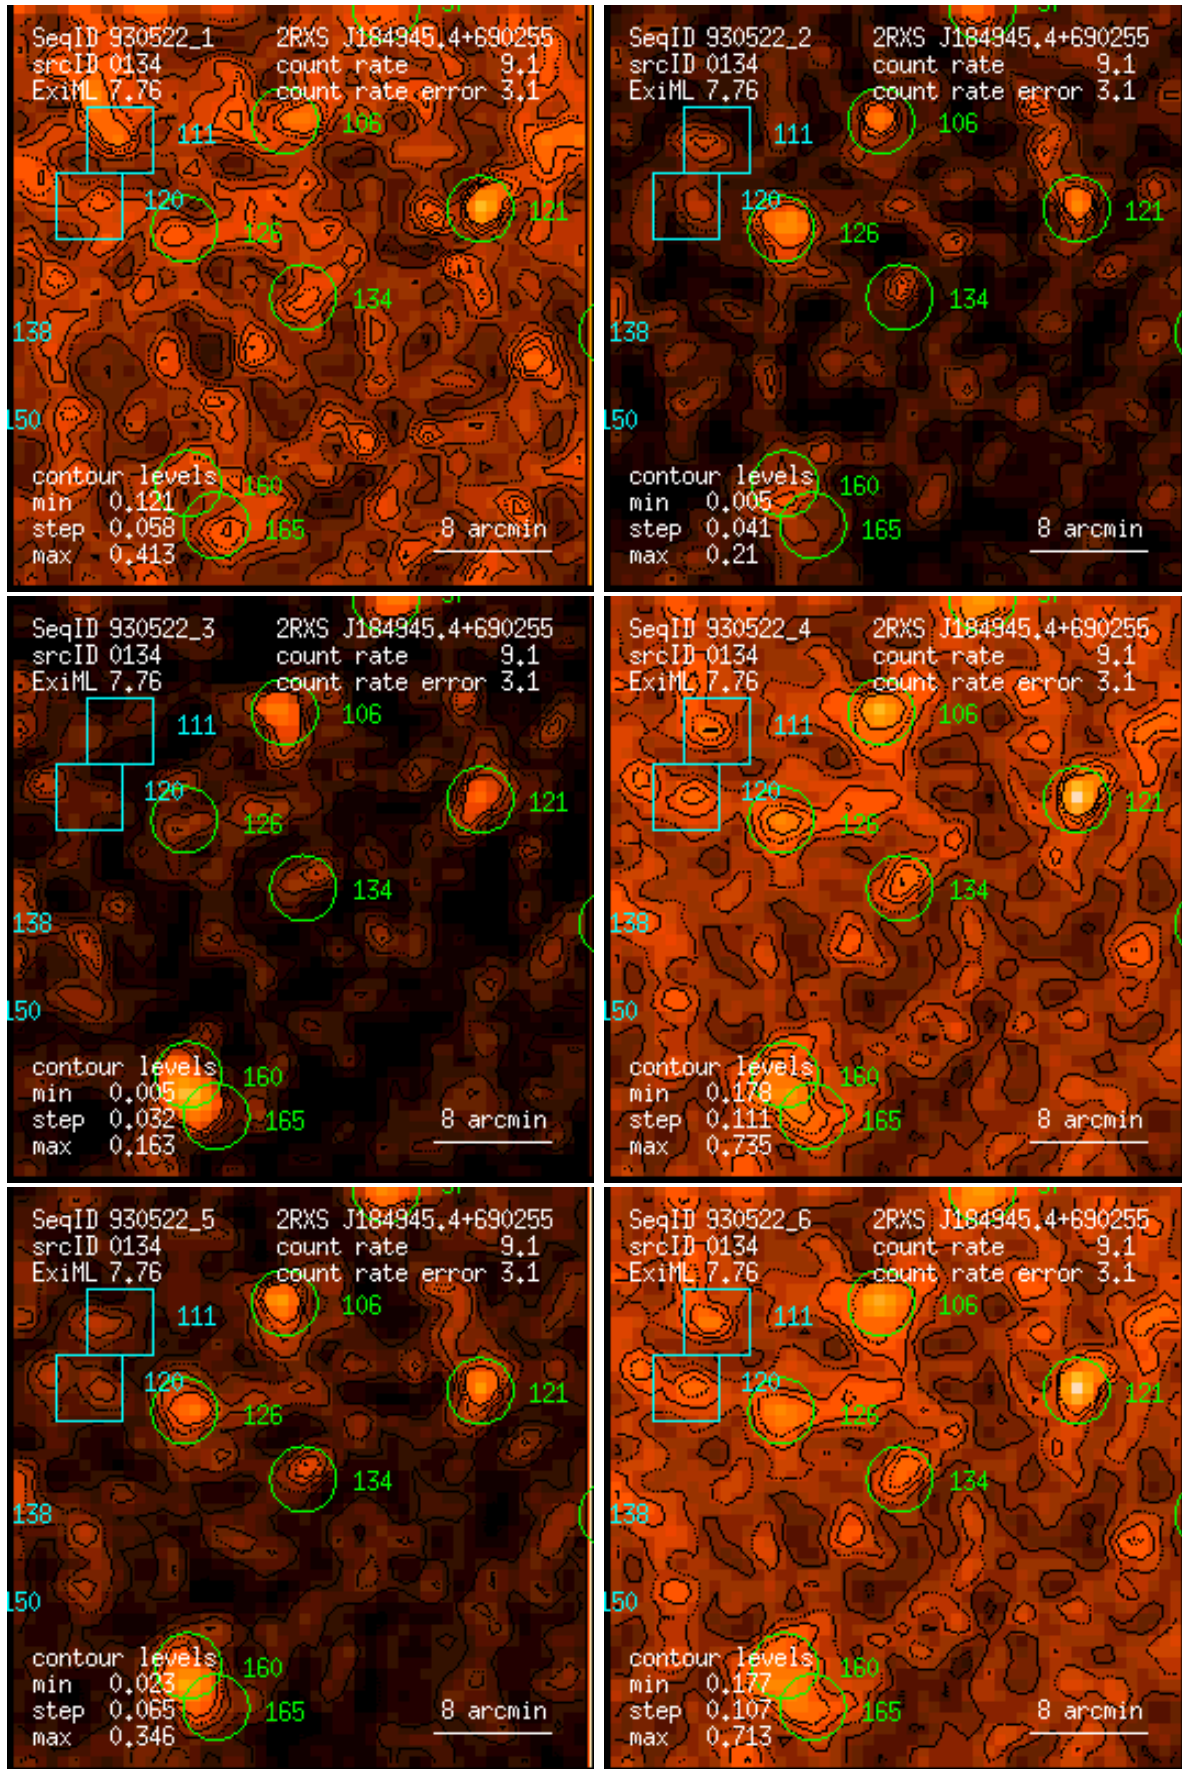 SeqID 930522_1 2RXS J184945.4+690255
srcID 0134 count rate 9.1
ExiML 7.76 count rate error 3.1
106
111
120
121
126
134
138
150
contour levels
160
min 0.121
step 0.058 165 8 arcmin
max 0.413
SeqID 930522_2 2RXS J184945.4+690255
srcID 0134 count rate 9.1
ExiML 7.76 count rate error 3.1
106
111
120
121
126
134
138
150
contour levels
160
min 0.005
step 0.041 165 8 arcmin
max 0.21
SeqID 930522_3 2RXS J184945.4+690255
srcID 0134 count rate 9.1
ExiML 7.76 count rate error 3.1
106
111
120
121
126
134
138
150
contour levels
160
min 0.005
step 0.032 165 8 arcmin
max 0.163
SeqID 930522_4 2RXS J184945.4+690255
srcID 0134 count rate 9.1
ExiML 7.76 count rate error 3.1
106
111
120
121
126
134
138
150
contour levels
160
min 0.178
step 0.111 165 8 arcmin
max 0.735
SeqID 930522_5 2RXS J184945.4+690255
srcID 0134 count rate 9.1
ExiML 7.76 count rate error 3.1
106
111
120
121
126
134
138
150
contour levels
160
min 0.023
step 0.065 165 8 arcmin
max 0.346
SeqID 930522_6 2RXS J184945.4+690255
srcID 0134 count rate 9.1
ExiML 7.76 count rate error 3.1
106
111
120
121
126
134
138
150
contour levels
160
min 0.177
step 0.107 165 8 arcmin
max 0.713